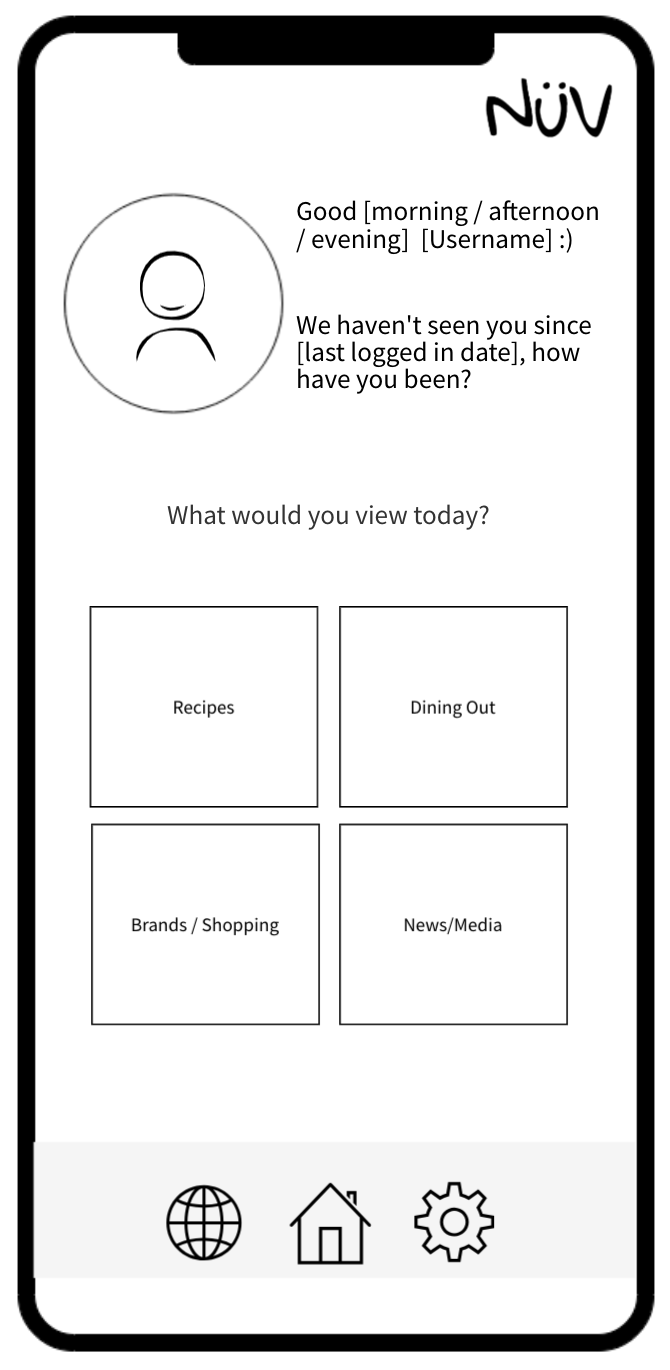 NÜV
Good [morning / afternoon
/ evening]  [Username] :)
We haven't seen you since
[last logged in date], how
have you been?
What would you view today?
Recipes
Dining Out
Brands / Shopping
News/Media